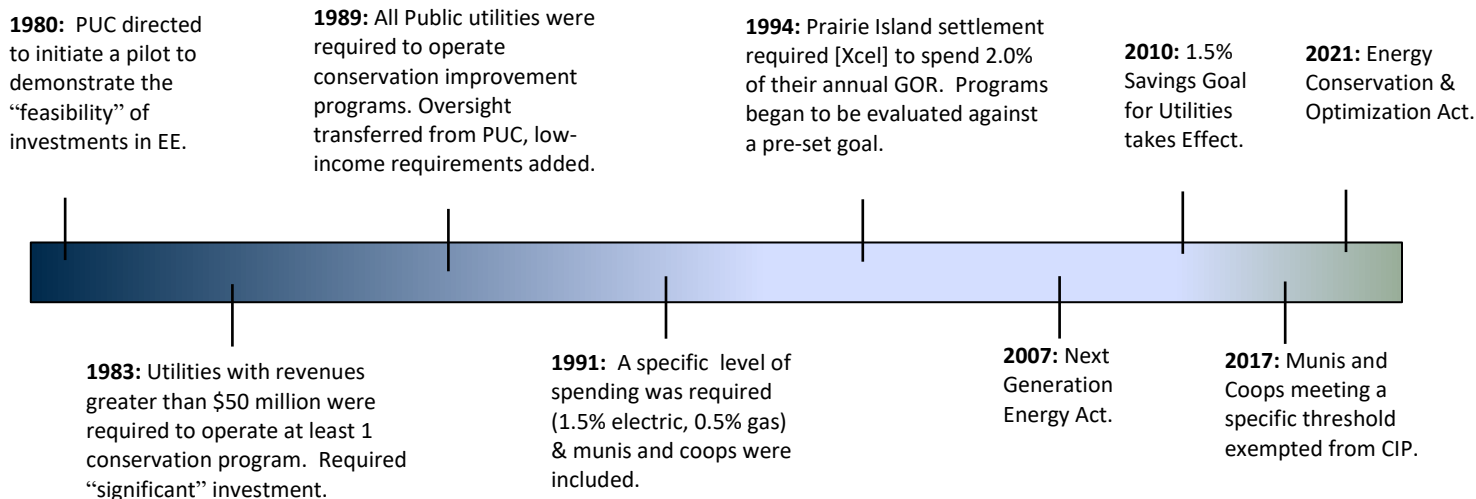 1980: PUC directed
to initiate a pilot to
demonstrate the
“feasibility” of
investments in EE.
1989: All Public utilities were
required to operate
conservation improvement
programs. Oversight
transferred from PUC, low-
income requirements added.
1994: Prairie Island settlement
required [Xcel] to spend 2.0%
of their annual GOR. Programs
began to be evaluated against
a pre-set goal.
2010: 1.5%
Savings Goal
for Utilities
takes Effect.
2021: Energy
Conservation &
Optimization Act.
1983: Utilities with revenues
greater than $50 million were
required to operate at least 1
conservation program. Required
“significant” investment.
1991: A specific level of
spending was required
(1.5% electric, 0.5% gas)
& munis and coops were
included.
2007: Next
Generation
Energy Act.
2017: Munis and
Coops meeting a
specific threshold
exempted from CIP.